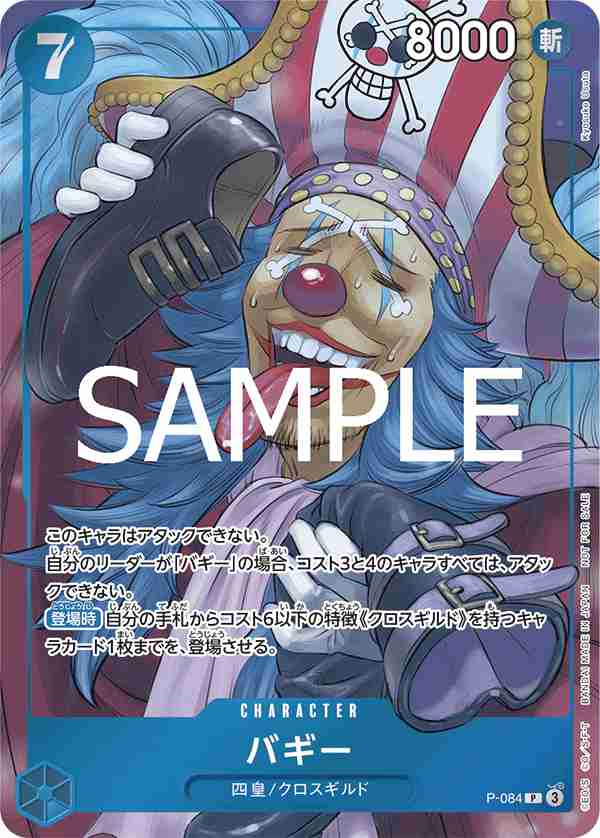 7
8000
斬
Kyosuke Usuta
SAMPLE
このキャラはアタックできない。
自分のリーダーが「バギー」の場合、コスト3と4のキャラすべては、アタッ
クできない。
登場時 自分の手札からコスト6以下の特徴《クロスギルド》を持つキャ
ラカード1枚までを、登場させる。
CHARACTER
バギー
四皇/クロスギルド
P-084 P 3
©E.O./S ©O./S・F・T BANDAI MADE IN JAPAN NOT FOR SALE